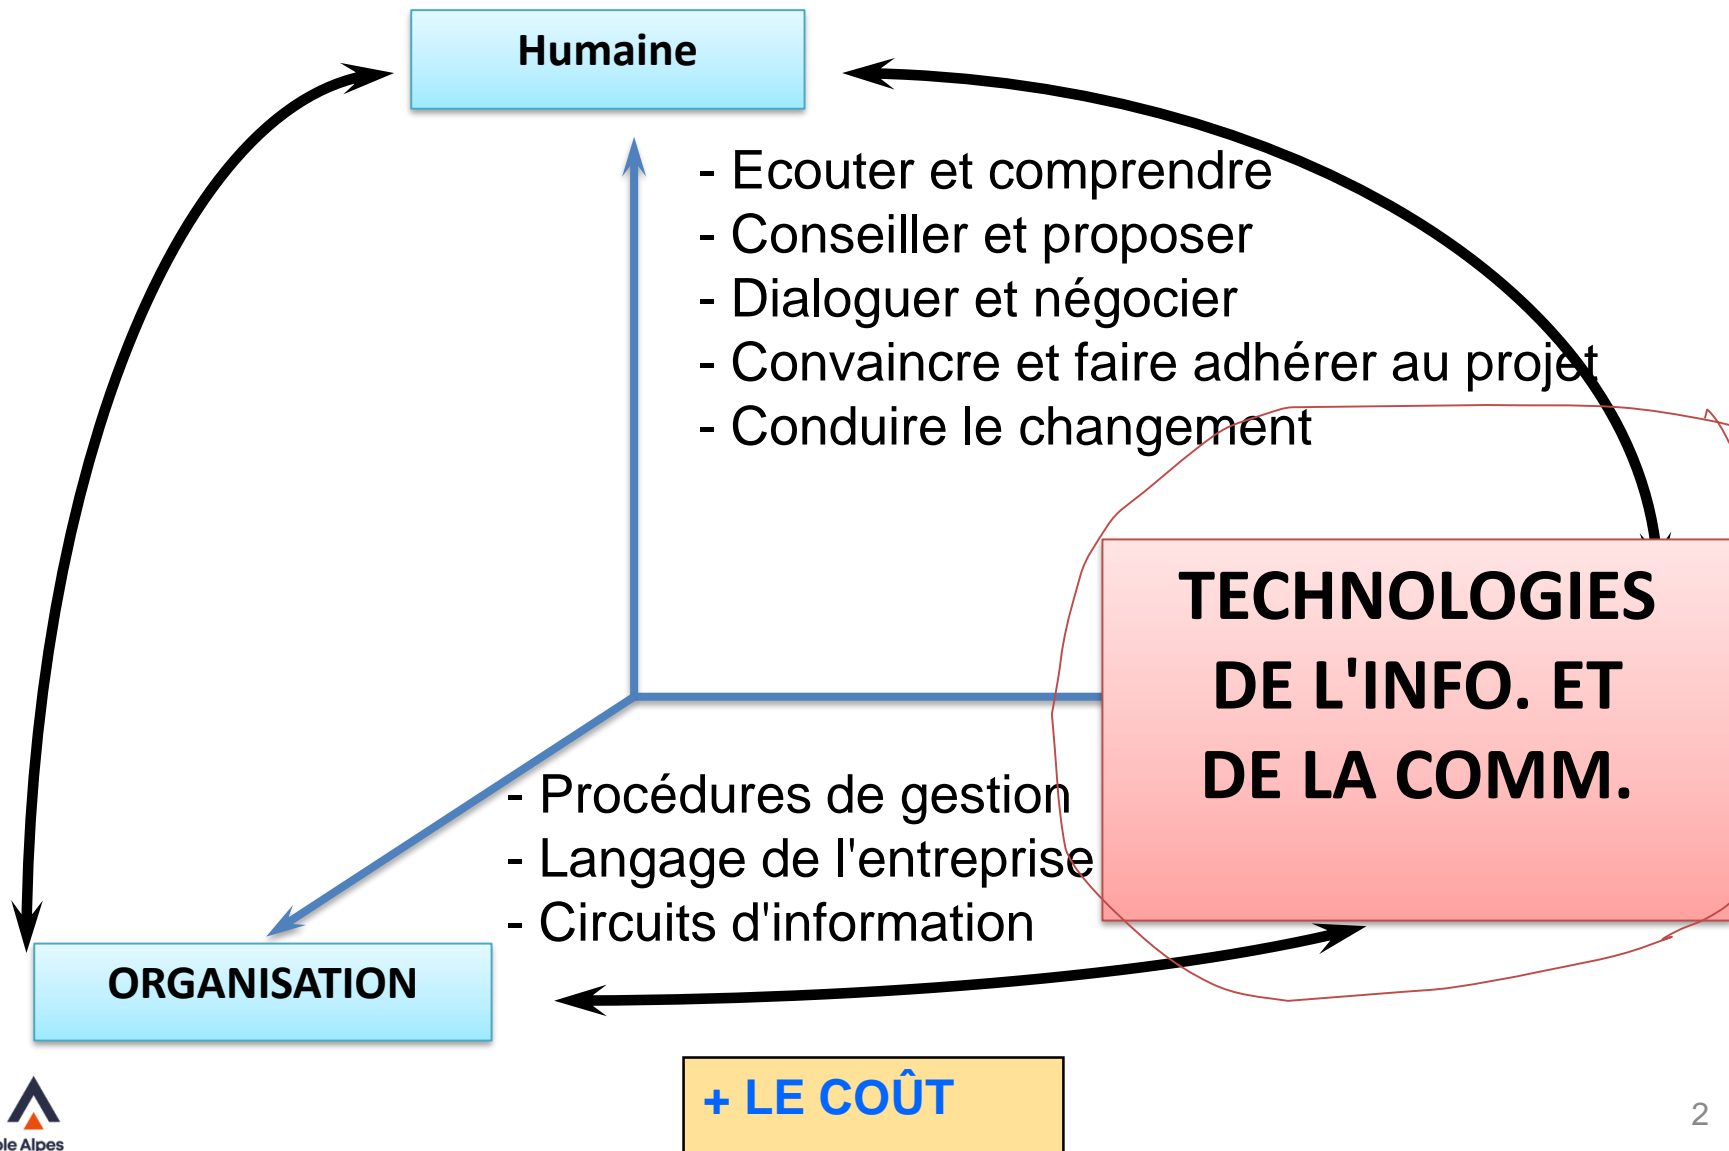 Humaine
- Ecouter et comprendre
- Conseiller et proposer
- Dialoguer et négocier
- Convaincre et faire adhérer au projet
- Conduire le changement
TECHNOLOGIES
DE L'INFO. ET
DE LA COMM.
- Procédures de gestion
- Langage de l'entreprise
- Circuits d'information
ORGANISATION
+ LE COÛT
ble Alpes
2